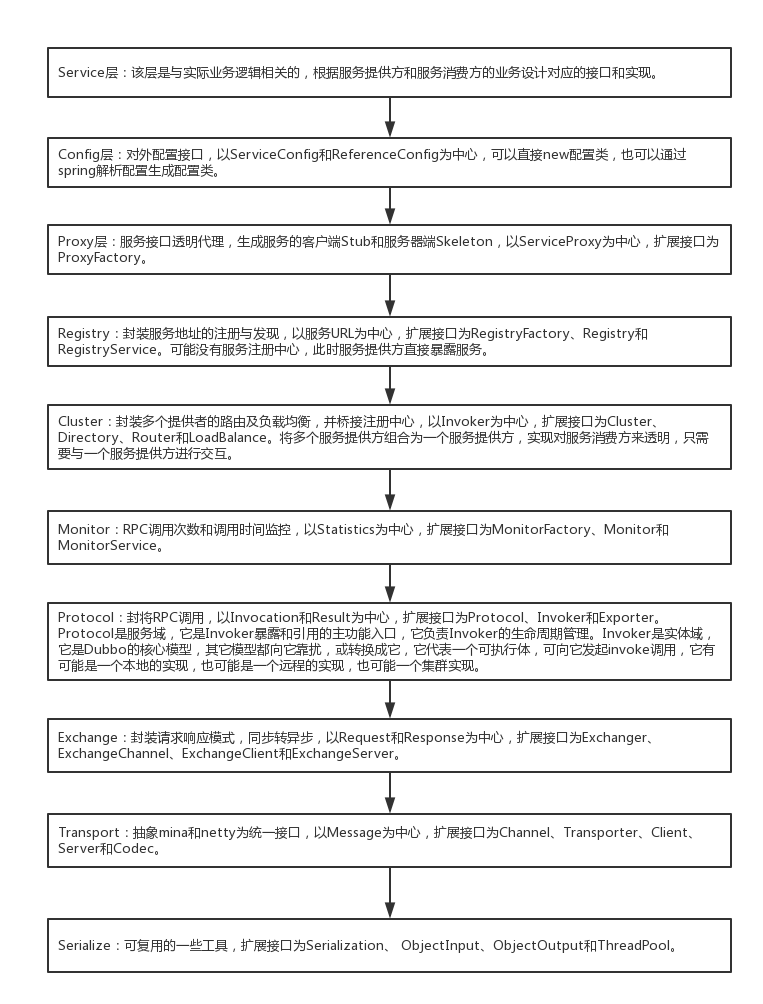 Service层：该层是与实际业务逻辑相关的，根据服务提供方和服务消费方的业务设计对应的接口和实现。
Config层：对外配置接口，以ServiceConfig和ReferenceConfig为中心，可以直接new配置类，也可以通过
spring解析配置生成配置类。
Proxy层：服务接口透明代理，生成服务的客户端Stub和服务器端Skeleton，以ServiceProxy为中心，扩展接口为
ProxyFactory。
Registry：封装服务地址的注册与发现，以服务URL为中心，扩展接口为RegistryFactory、Registry和
RegistryService。可能没有服务注册中心，此时服务提供方直接暴露服务。
Cluster：封装多个提供者的路由及负载均衡，并桥接注册中心，以Invoker为中心，扩展接口为Cluster、
Directory、Router和LoadBalance。将多个服务提供方组合为一个服务提供方，实现对服务消费方来透明，只需
要与一个服务提供方进行交互。
Monitor：RPC调用次数和调用时间监控，以Statistics为中心，扩展接口为MonitorFactory、Monitor和
MonitorService。
Protocol：封将RPC调用，以Invocation和Result为中心，扩展接口为Protocol、Invoker和Exporter。
Protocol是服务域，它是Invoker暴露和引用的主功能入口，它负责Invoker的生命周期管理。Invoker是实体域，
它是Dubbo的核心模型，其它模型都向它靠扰，或转换成它，它代表一个可执行体，可向它发起invoke调用，它有
可能是一个本地的实现，也可能是一个远程的实现，也可能一个集群实现。
Exchange：封装请求响应模式，同步转异步，以Request和Response为中心，扩展接口为Exchanger、
ExchangeChannel、ExchangeClient和ExchangeServer。
Transport：抽象mina和netty为统一接口，以Message为中心，扩展接口为Channel、Transporter、Client、
Server和Codec。
Serialize：可复用的一些工具，扩展接口为Serialization、 ObjectInput、ObjectOutput和ThreadPool。